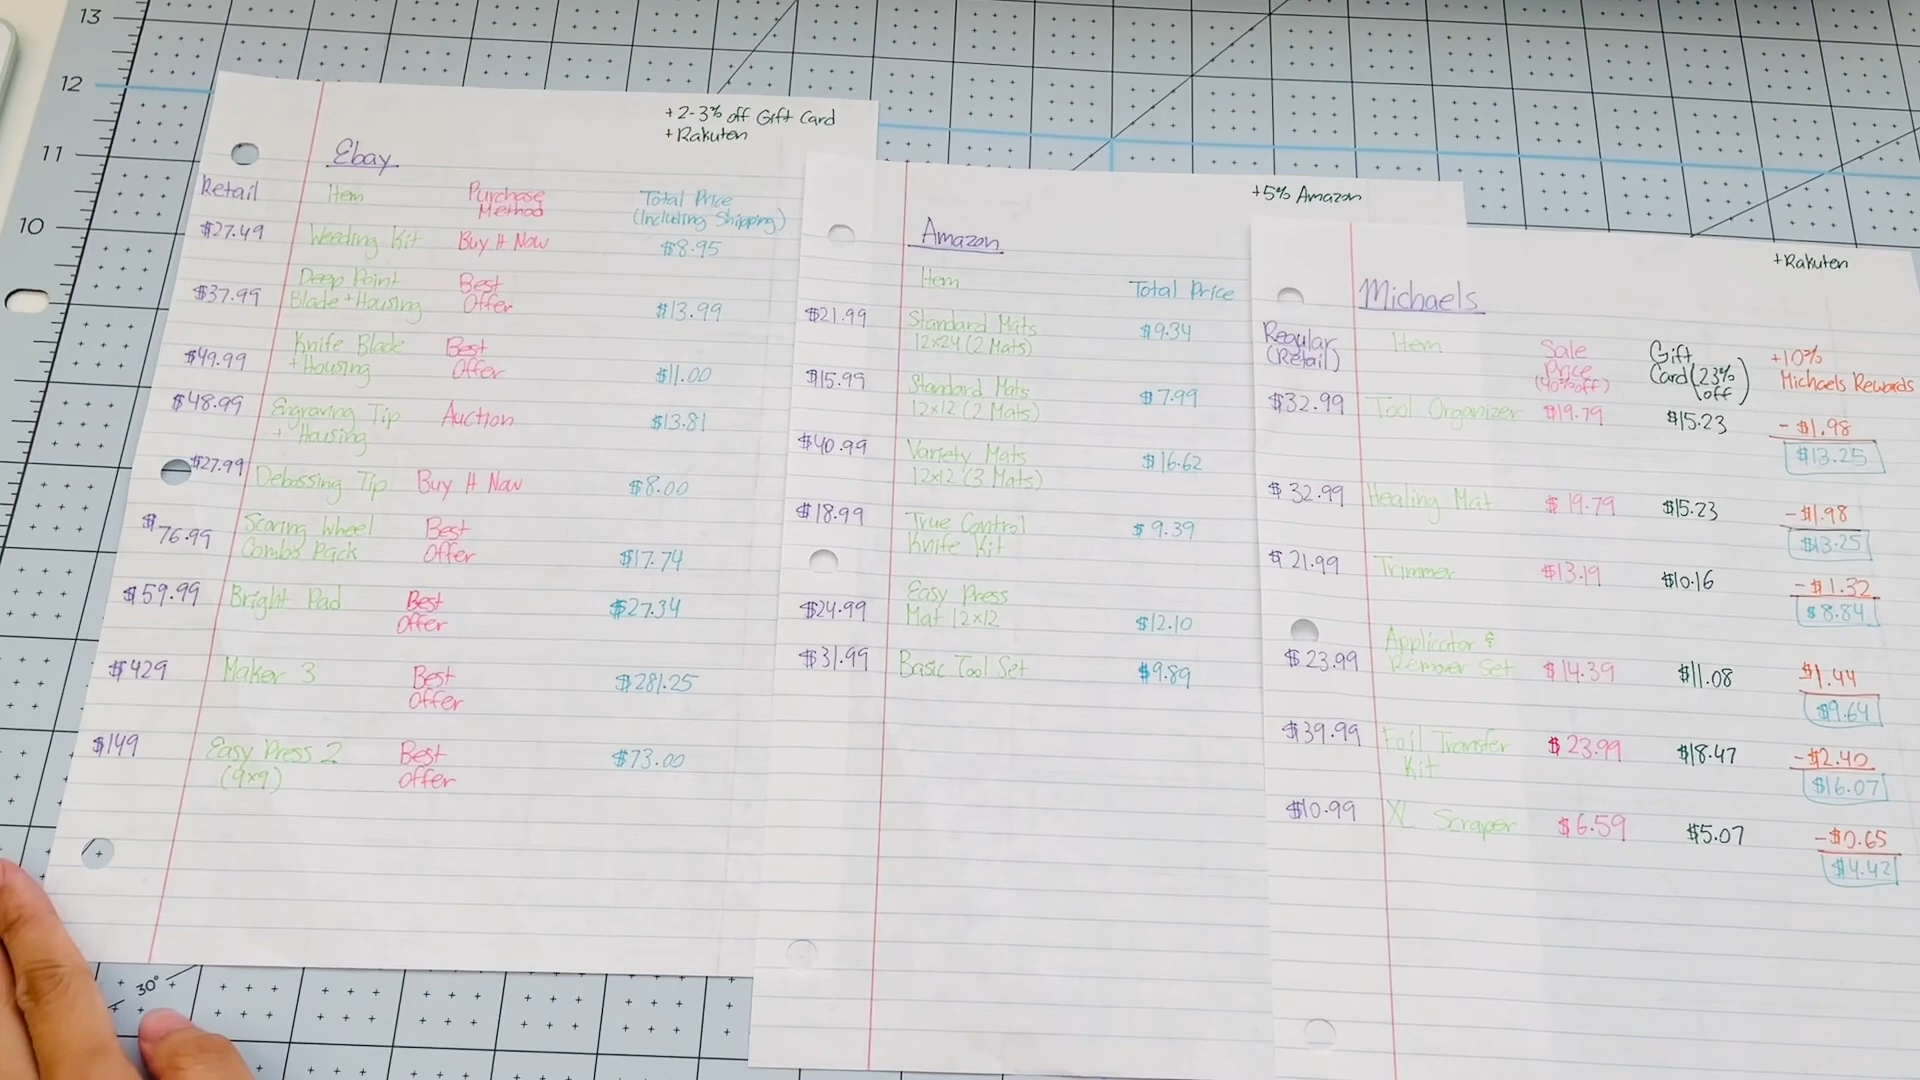 13
12
11
10
30°
+2-3% off Gift Card
+Rakuten
Ebay
Retail Item Purchase Method Total Price (Including Shipping)
$27.49 Weeding Kit Buy It Now $8.95
$37.99 Deep Point Blade + Housing Best Offer $13.99
$49.99 Knife Blade + Housing Best Offer $11.00
$48.99 Engraving Tip + Housing Auction $13.81
$27.99 Debossing Tip Buy It Now $8.00
$76.99 Scoring Wheel Combo Pack Best Offer $17.74
$59.99 Bright Pad Best Offer $27.34
$429 Maker 3 Best Offer $281.25
$149 Easy Press 2 (9x9) Best Offer $73.00
+5% Amazon
Amazon
Item Total Price
$21.99 Standard Mats 12x24 (2 Mats) $9.34
$15.99 Standard Mats 12x12 (2 Mats) $7.99
$40.99 Variety Mats 12x12 (3 Mats) $16.62
$18.99 True Control Knife Kit $9.39
$24.99 Easy Press Mat 12x12 $12.10
$31.99 Basic Tool Set $9.89
+Rakuten
Michaels
Regular (Retail) Item Sale Price (40% off) Gift Card (23% off) +10% Michaels Rewards
$32.99 Tool Organizer $19.79 $15.23 -$1.98
$13.25
$32.99 Healing Mat $19.79 $15.23 -$1.98
$13.25
$21.99 Trimmer $13.19 $10.16 -$1.32
$8.84
$23.99 Applicator & Remover Set $14.39 $11.08 $1.44
$9.64
$39.99 Foil Transfer Kit $23.99 $18.47 -$2.40
$16.07
$10.99 XL Scraper $6.59 $5.07 -$0.65
$4.42